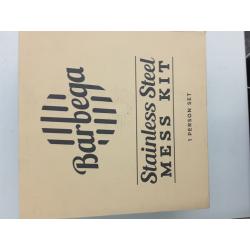 Barbega
Stainless Steel
MESS KIT
1 PERSON SET